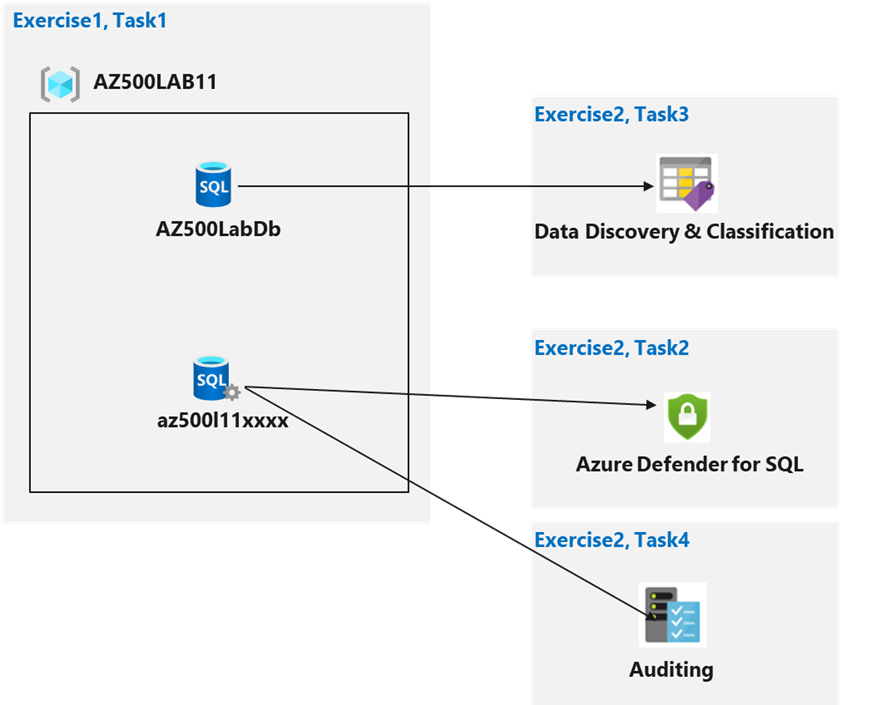 Exercise1, Task1
AZ500LAB11
SQL
AZ500LabDb
SQL
az500l11xxxx
Exercise2, Task3
Data Discovery & Classification
Exercise2, Task2
Azure Defender for SQL
Exercise2, Task4
Auditing